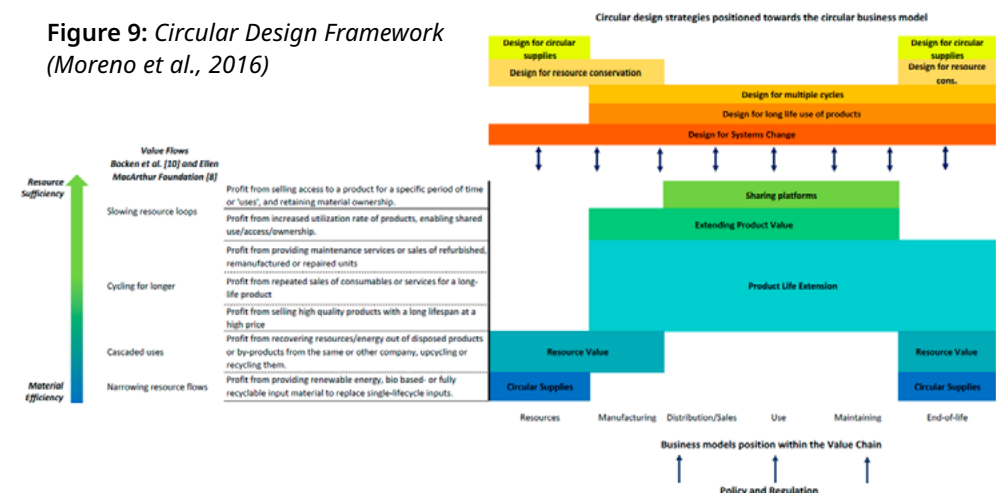 Circular design strategies positioned towards the circular business model
Figure 9: Circular Design Framework
(Moreno et al., 2016)
Design for circular
supplies
Design for circular
supplies
Design for resource conservation
Design for resource
cons.
Design for multiple cycles
Design for long life use of products
Design for Systems Change
Value Flows
Bocken et al. [10] and Ellen
MacArthur Foundation [8]
Resource
Sufficiency
Slowing resource loops
Profit from selling access to a product for a specific period of time
or 'uses', and retaining material ownership.
Sharing platforms
Profit from increased utilization rate of products, enabling shared
use/access/ownership.
Extending Product Value
Cycling for longer
Profit from providing maintenance services or sales of refurbished,
remanufactured or repaired units
Profit from repeated sales of consumables or services for a long-
life product
Profit from selling high quality products with a long lifespan at a
high price
Product Life Extension
Cascaded uses
Profit from recovering resources/energy out of disposed products
or by-products from the same or other company, upcycling or
recycling them.
Resource Value
Resource Value
Material
Efficiency
Narrowing resource flows
Profit from providing renewable energy, bio based- or fully
recyclable input material to replace single-lifecycle inputs.
Circular Supplies
Circular Supplies
Resources
Manufacturing
Distribution/Sales
Use
Maintaining
End-of-life
Business models position within the Value Chain
Policy and Regulation